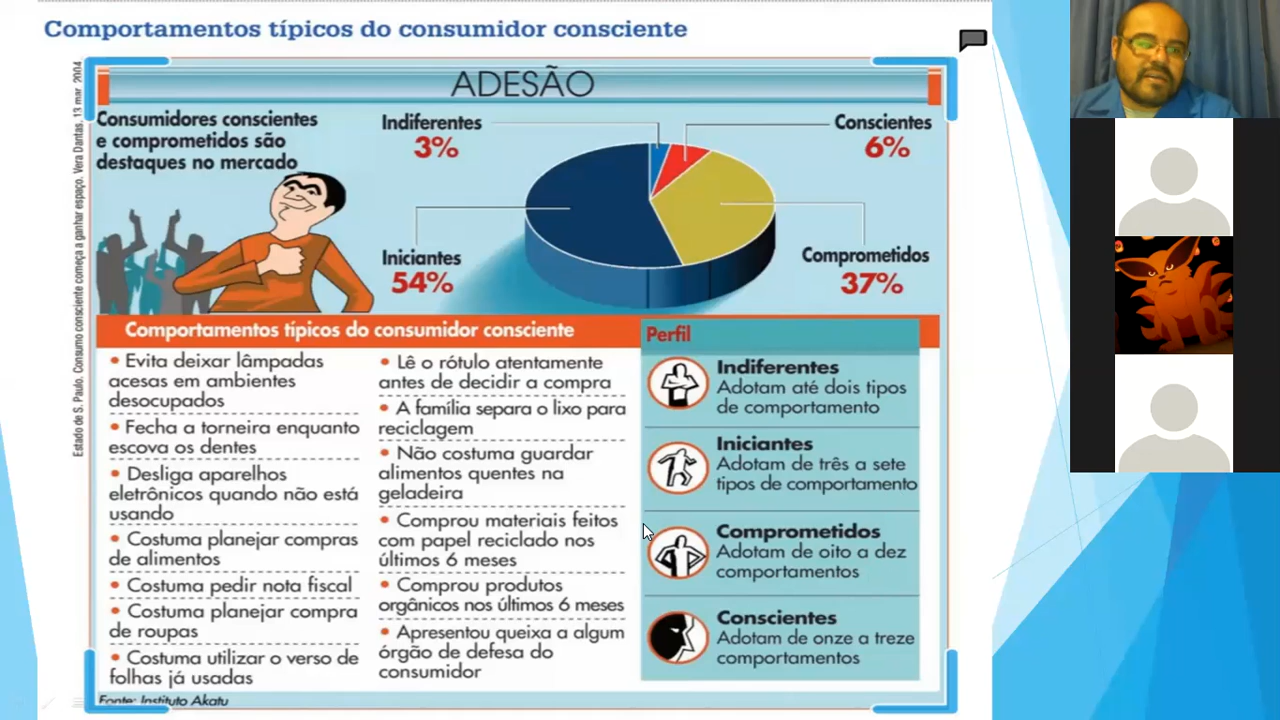 Comportamentos típicos do consumidor consciente
Estado de S. Paulo. Consumo consciente começa a ganhar espaço. Vera Dantas, 13 mar. 2004
ADESÃO
Consumidores conscientes
e comprometidos são
destaques no mercado
Indiferentes
3%
Conscientes
6%
Iniciantes
54%
Comprometidos
37%
Comportamentos típicos do consumidor consciente
• Evita deixar lâmpadas
acesas em ambientes
desocupados
• Fecha a torneira enquanto
escova os dentes
• Desliga aparelhos
eletrônicos quando não está
usando
• Costuma planejar compras
de alimentos
• Costuma pedir nota fiscal
• Costuma planejar compra
de roupas
• Costuma utilizar o verso de
folhas já usadas
• Lê o rótulo atentamente
antes de decidir a compra
• A família separa o lixo para
reciclagem
• Não costuma guardar
alimentos quentes na
geladeira
• Comprou materiais feitos
com papel reciclado nos
últimos 6 meses
• Comprou produtos
orgânicos nos últimos 6 meses
• Apresentou queixa a algum
órgão de defesa do
consumidor
Perfil
Indiferentes
Adotam até dois tipos
de comportamento
Iniciantes
Adotam de três a sete
tipos de comportamento
Comprometidos
Adotam de oito a dez
comportamentos
Conscientes
Adotam de onze a treze
comportamentos
Fonte: Instituto Akatu